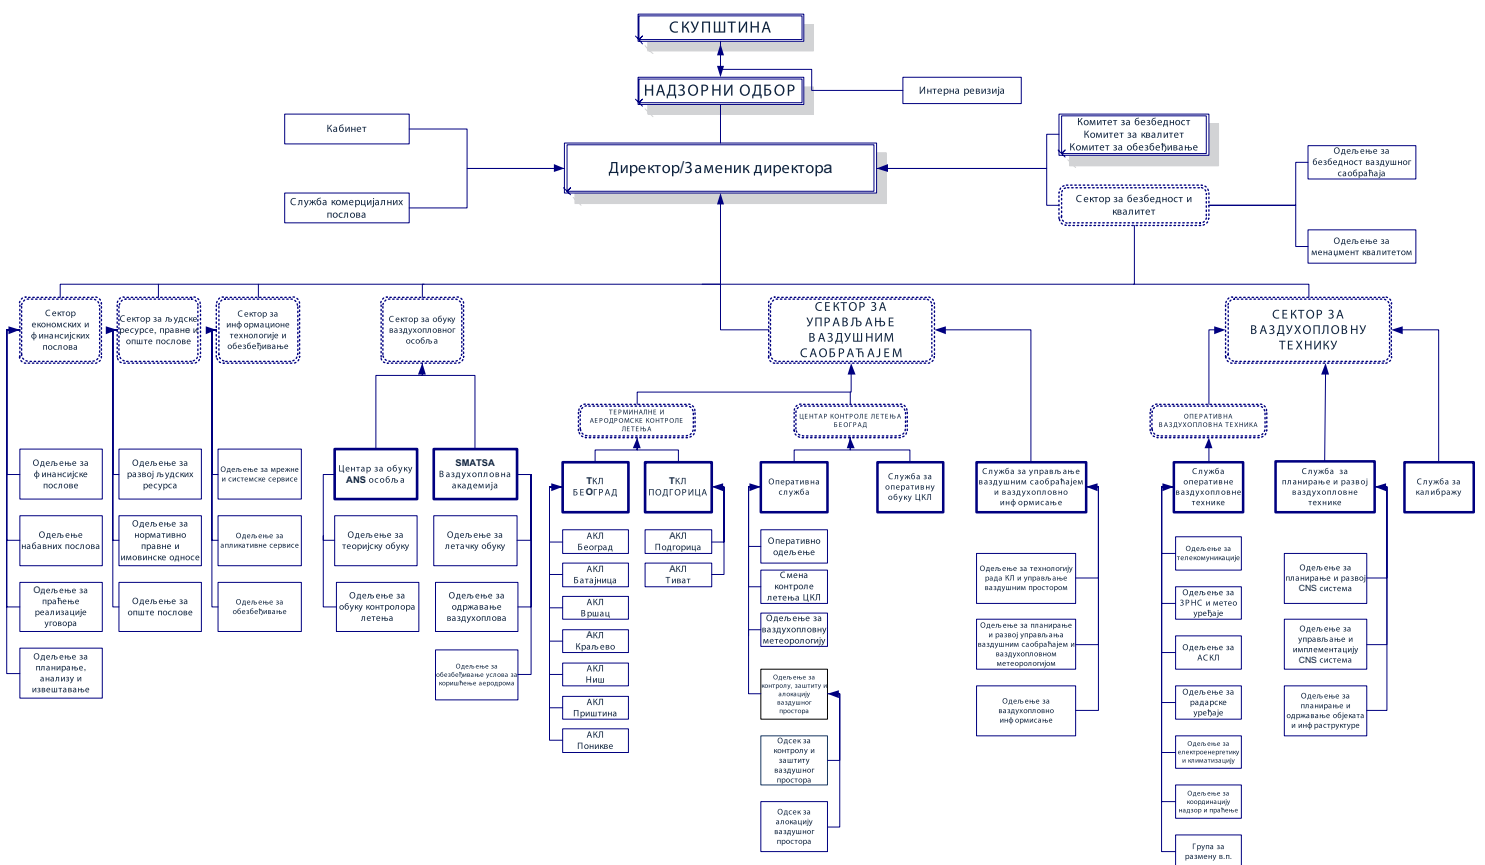 СКУПШТИНА
НАДЗОРНИ ОДБОР
Интерна ревизија
Кабинет
Комитет за безбедност
Комитет за квалитет
Комитет за обезбеђивање
Директор/Заменик директора
Одељење за
безбедност ваздушног
саобраћаја
Служба комерцијалних
послова
Сектор за безбедност и
квалитет
Одељење за
менаџмент квалитетом
Сектор
економских и
финансијских
послова
Сектор за људске
ресурсе, правне и
опште послове
Сектор за
информационе
технологије и
обезбеђивање
Сектор за обуку
ваздухопловног
особља
СЕКТОР ЗА
УПРАВЉАЊЕ
ВАЗДУШНИМ
САОБРАЋАЈЕМ
СЕКТОР ЗА
ВАЗДУХОПЛОВНУ
ТЕХНИКУ
ТЕРМИНАЛНЕ И
АЕРОДРОМСКЕ КОНТРОЛЕ
ЛЕТЕЊА
ЦЕНТАР КОНТРОЛЕ ЛЕТЕЊА
БЕОГРАД
ОПЕРАТИВНА
ВАЗДУХОПЛОВНА ТЕХНИКА
Одељење за
финансијске
послове
Одељење за
развој људских
ресурса
Одељење за мрежне
и системске сервисе
Центар за обуку
ANS особља
SMATSA
Ваздухопловна
академија
ТКЛ
БЕОГРАД
ТКЛ
ПОДГОРИЦА
Оперативна
служба
Служба за
оперативну
обуку ЦКЛ
Служба за управљање
ваздушним саобраћајем
и ваздухопловно
информисање
Служба
оперативне
ваздухопловне
технике
Служба за
планирање и развој
ваздухопловне
технике
Служба за
калибражу
Одељење
набавних послова
Одељење за
нормативно
правне и
имовинске односе
Одељење за
апликативне сервисе
Одељење за
теоријску обуку
Одељење за
летачку обуку
АКЛ
Београд
АКЛ
Подгорица
Оперативно
одељење
Одељење за технологију
рада КЛ и управљање
ваздушним простором
Одељење за
телекомуникације
Одељење за
планирање и развој
CNS система
АКЛ
Батајница
АКЛ
Тиват
Смена
контроле
летења ЦКЛ
Одељење за
праћење
реализације
уговора
Одељење за
опште послове
Одељење за
обезбеђивање
Одељење за
обуку контролора
летења
Одељење за
одржавање
ваздухоплова
АКЛ
Вршац
Одељење за
ваздухопловну
метеорологију
Одељење за планирање
и развој управљања
ваздушним саобраћајем и
ваздухопловном
метеорологијом
Одељење за
ЗРНС и метео
уређаје
Одељење за
управљање и
имплементацију
CNS система
АКЛ
Краљево
Одељење за
АСКЛ
Одељење за
планирање,
анализу и
извештавање
Одељење за
обезбеђивање услова за
коришћење аеродрома
АКЛ
Ниш
Одељење за
контролу, заштиту и
алокацију
ваздушног
простора
Одељење за
ваздухопловно
информисање
Одељење за
радарске
уређаје
Одељење за
планирање и
одржавање објеката
и инфраструктуре
АКЛ
Приштина
АКЛ
Поникве
Одсек за
контролу и
заштиту
ваздушног
простора
Одељење за
електроенергетику
и климатизацију
Одсек за
алокацију
ваздушног
простора
Одељење за
координацију
надзор и праћење
Група за
размену в.п.